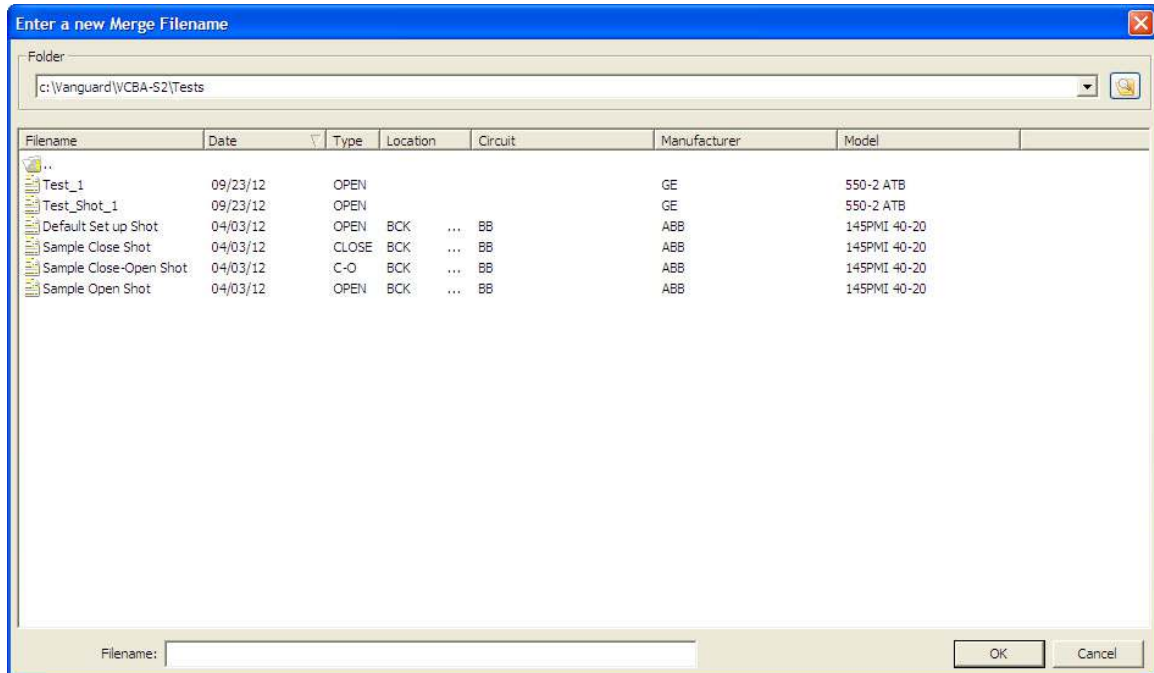 Enter a new Merge Filename
Folder
c:\Vanguard\VCBA-S2\Tests
Filename Date Type Location Circuit Manufacturer Model
..
Test_1 09/23/12 OPEN GE 550-2 ATB
Test_Shot_1 09/23/12 OPEN GE 550-2 ATB
Default Set up Shot 04/03/12 OPEN BCK ... BB ABB 145PMI 40-20
Sample Close Shot 04/03/12 CLOSE BCK ... BB ABB 145PMI 40-20
Sample Close-Open Shot 04/03/12 C-O BCK ... BB ABB 145PMI 40-20
Sample Open Shot 04/03/12 OPEN BCK ... BB ABB 145PMI 40-20
Filename: OK Cancel